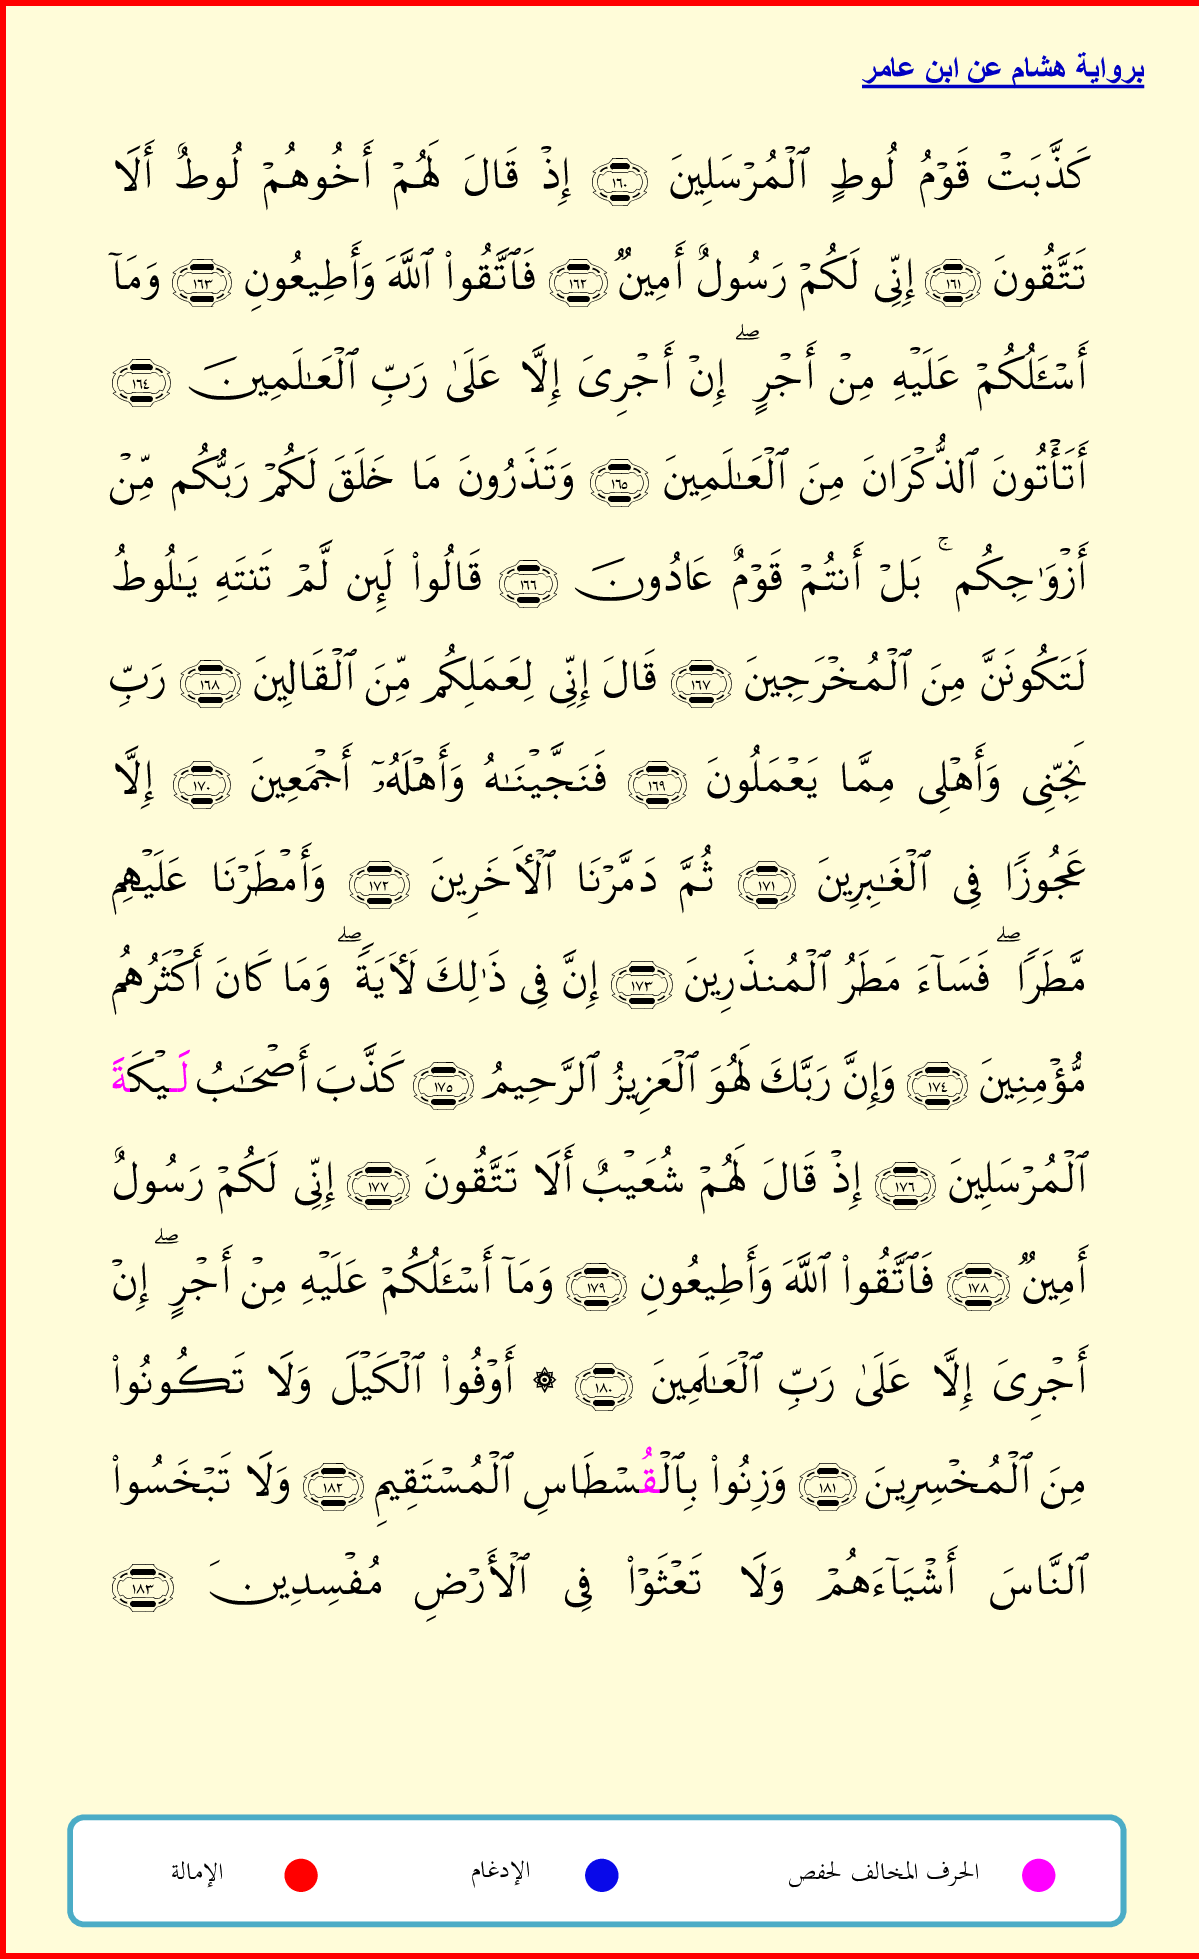 برواية هشام عن ابن عامر
كَذَّبَتۡ قَوۡمُ لُوطٍ ٱلۡمُرۡسَلِينَ ١٦٠ إِذۡ قَالَ لَهُمۡ أَخُوهُمۡ لُوطٌ أَلَا
تَتَّقُونَ ١٦١ إِنِّى لَكُمۡ رَسُولٌ أَمِينٌ ١٦٢ فَٱتَّقُوا۟ ٱللَّهَ وَأَطِيعُونِ ١٦٣ وَمَآ
أَسۡـَٔلُكُمۡ عَلَيۡهِ مِنۡ أَجۡرٍ ۖ إِنۡ أَجۡرِىَ إِلَّا عَلَىٰ رَبِّ ٱلۡعَـٰلَمِينَ ١٦٤
أَتَأۡتُونَ ٱلذُّكۡرَانَ مِنَ ٱلۡعَـٰلَمِينَ ١٦٥ وَتَذَرُونَ مَا خَلَقَ لَكُمۡ رَبُّكُم مِّنۡ
أَزۡوَٰجِكُم ۚ بَلۡ أَنتُمۡ قَوۡمٌ عَادُونَ ١٦٦ قَالُوا۟ لَئِن لَّمۡ تَنتَهِ يَـٰلُوطُ
لَتَكُونَنَّ مِنَ ٱلۡمُخۡرَجِينَ ١٦٧ قَالَ إِنِّى لِعَمَلِكُم مِّنَ ٱلۡقَالِينَ ١٦٨ رَبِّ
نَجِّنِى وَأَهۡلِى مِمَّا يَعۡمَلُونَ ١٦٩ فَنَجَّيۡنَـٰهُ وَأَهۡلَهُۥٓ أَجۡمَعِينَ ١٧٠ إِلَّا
عَجُوزًا فِى ٱلۡغَـٰبِرِينَ ١٧١ ثُمَّ دَمَّرۡنَا ٱلۡأَخَرِينَ ١٧٢ وَأَمۡطَرۡنَا عَلَيۡهِم
مَّطَرًا ۖ فَسَآءَ مَطَرُ ٱلۡمُنذَرِينَ ١٧٣ إِنَّ فِى ذَٰلِكَ لَأَيَةً ۖ وَمَا كَانَ أَكۡثَرُهُم
مُّؤۡمِنِينَ ١٧٤ وَإِنَّ رَبَّكَ لَهُوَ ٱلۡعَزِيزُ ٱلرَّحِيمُ ١٧٥ كَذَّبَ أَصۡحَـٰبُ لَـيۡكَةَ
ٱلۡمُرۡسَلِينَ ١٧٦ إِذۡ قَالَ لَهُمۡ شُعَيۡبٌ أَلَا تَتَّقُونَ ١٧٧ إِنِّى لَكُمۡ رَسُولٌ
أَمِينٌ ١٧٨ فَٱتَّقُوا۟ ٱللَّهَ وَأَطِيعُونِ ١٧٩ وَمَآ أَسۡـَٔلُكُمۡ عَلَيۡهِ مِنۡ أَجۡرٍ ۖ إِنۡ
أَجۡرِىَ إِلَّا عَلَىٰ رَبِّ ٱلۡعَـٰلَمِينَ ١٨٠ ۞ أَوۡفُوا۟ ٱلۡكَيۡلَ وَلَا تَكُونُوا۟
مِنَ ٱلۡمُخۡسِرِينَ ١٨١ وَزِنُوا۟ بِٱلۡقُسۡطَاسِ ٱلۡمُسۡتَقِيمِ ١٨٢ وَلَا تَبۡخَسُوا۟
ٱلنَّاسَ أَشۡيَآءَهُمۡ وَلَا تَعۡثَوۡا۟ فِى ٱلۡأَرۡضِ مُفۡسِدِينَ ١٨٣
الحرف المخالف لحفص الإدغام الإمالة